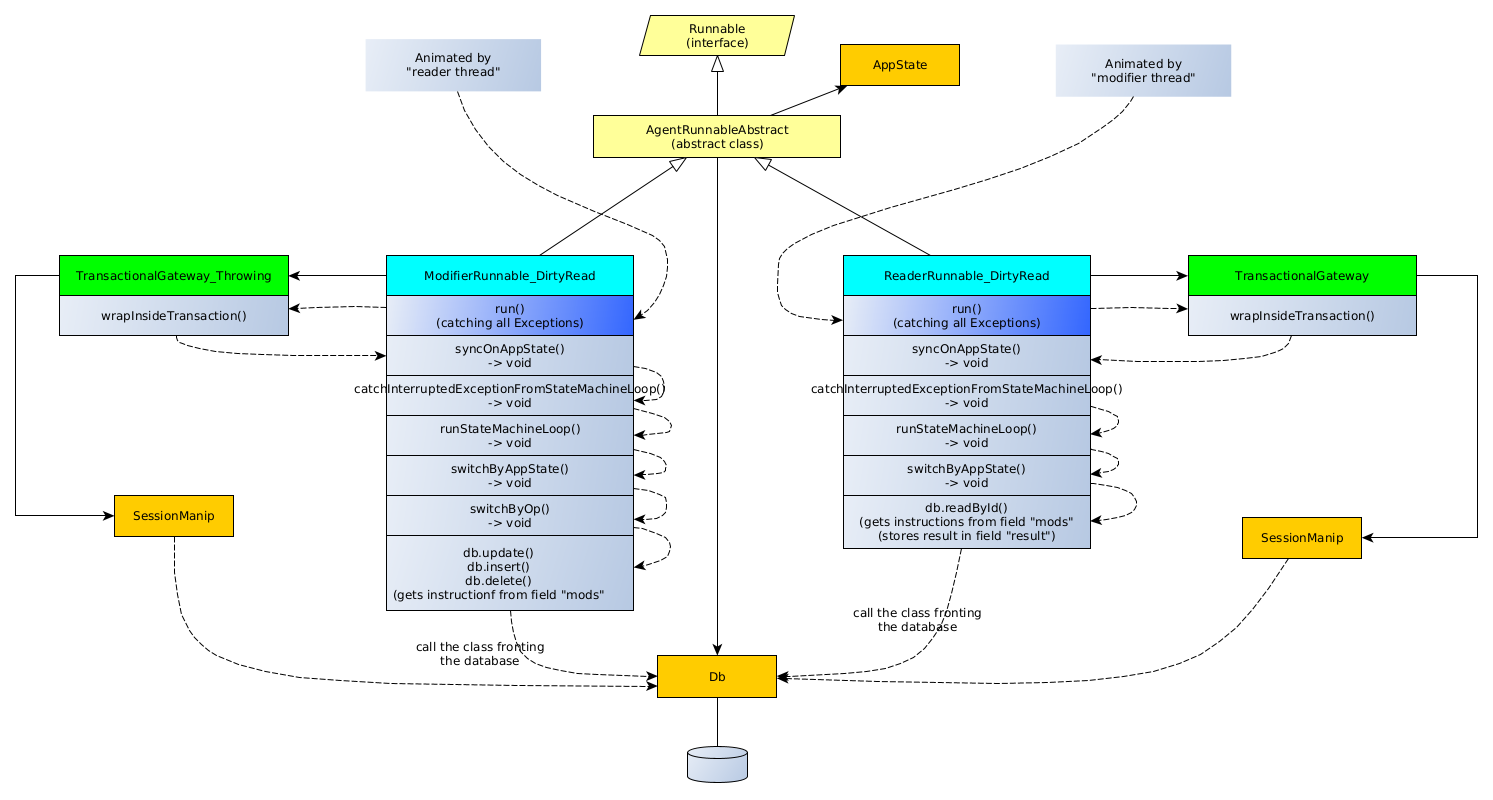 Runnable
(interface)
Animated by
"reader thread"
AppState
Animated by
"modifier thread"
AgentRunnableAbstract
(abstract class)
TransactionalGateway_Throwing
wrapInsideTransaction()
ModifierRunnable_DirtyRead
run()
(catching all Exceptions)
syncOnAppState()
-> void
catchInterruptedExceptionFromStateMachineLoop()
-> void
runStateMachineLoop()
-> void
switchByAppState()
-> void
switchByOp()
-> void
db.update()
db.insert()
db.delete()
(gets instructionf from field "mods"
ReaderRunnable_DirtyRead
run()
(catching all Exceptions)
syncOnAppState()
-> void
catchInterruptedExceptionFromStateMachineLoop()
-> void
runStateMachineLoop()
-> void
switchByAppState()
-> void
db.readById()
(gets instructions from field "mods"
(stores result in field "result")
TransactionalGateway
wrapInsideTransaction()
SessionManip
SessionManip
call the class fronting
the database
call the class fronting
the database
Db